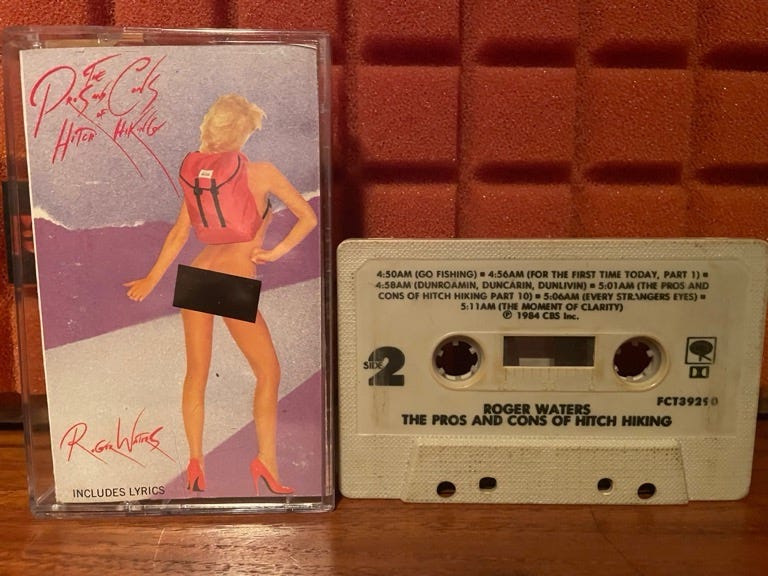 THE
PROS AND CONS
OF
HITCH HIKING
ROGER WATERS
INCLUDES LYRICS
4:50AM (GO FISHING) ▪ 4:56AM (FOR THE FIRST TIME TODAY, PART 1) ▪
4:58AM (DUNROAMIN, DUNCARIN, DUNLIVIN) ▪ 5:01AM (THE PROS AND
CONS OF HITCH HIKING PART 10) ▪ 5:06AM (EVERY STRANGERS EYES) ▪
5:11AM (THE MOMENT OF CLARITY)
℗ 1984 CBS Inc.
SIDE 2
FCT39290
ROGER WATERS
THE PROS AND CONS OF HITCH HIKING